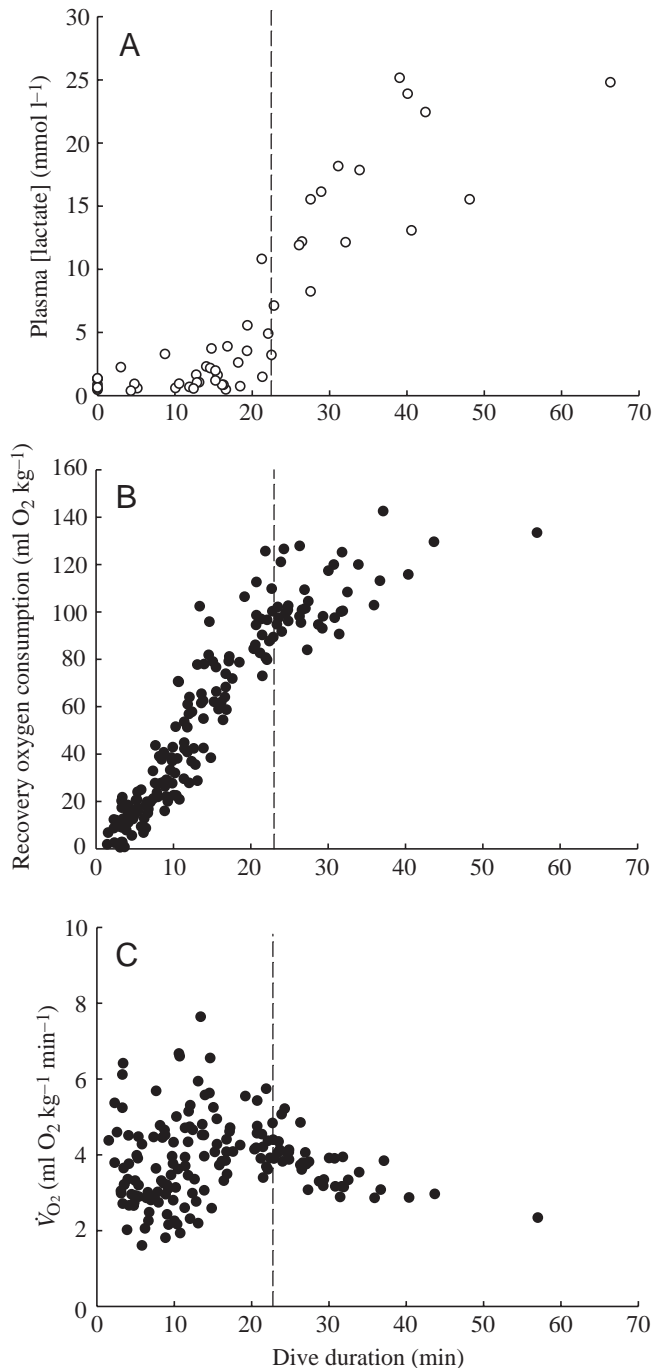 A
30
25
20
15
10
5
0
Plasma [lactate] (mmol l⁻¹)
0 10 20 30 40 50 60 70
B
160
140
120
100
80
60
40
20
0
Recovery oxygen consumption (ml O₂ kg⁻¹)
0 10 20 30 40 50 60 70
C
10
8
6
4
2
0
V̇O₂ (ml O₂ kg⁻¹ min⁻¹)
0 10 20 30 40 50 60 70
Dive duration (min)